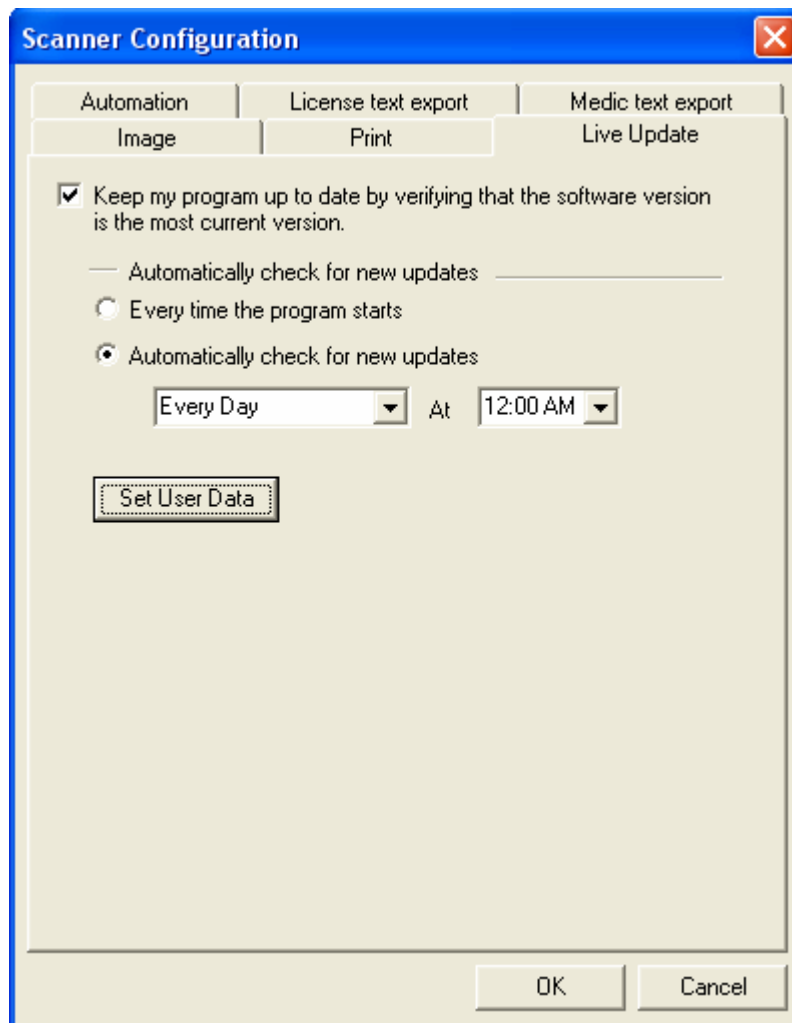 Scanner Configuration
Automation License text export Medic text export
Image Print Live Update
Keep my program up to date by verifying that the software version
is the most current version.
Automatically check for new updates
Every time the program starts
Automatically check for new updates
Every Day At 12:00 AM
Set User Data
OK Cancel